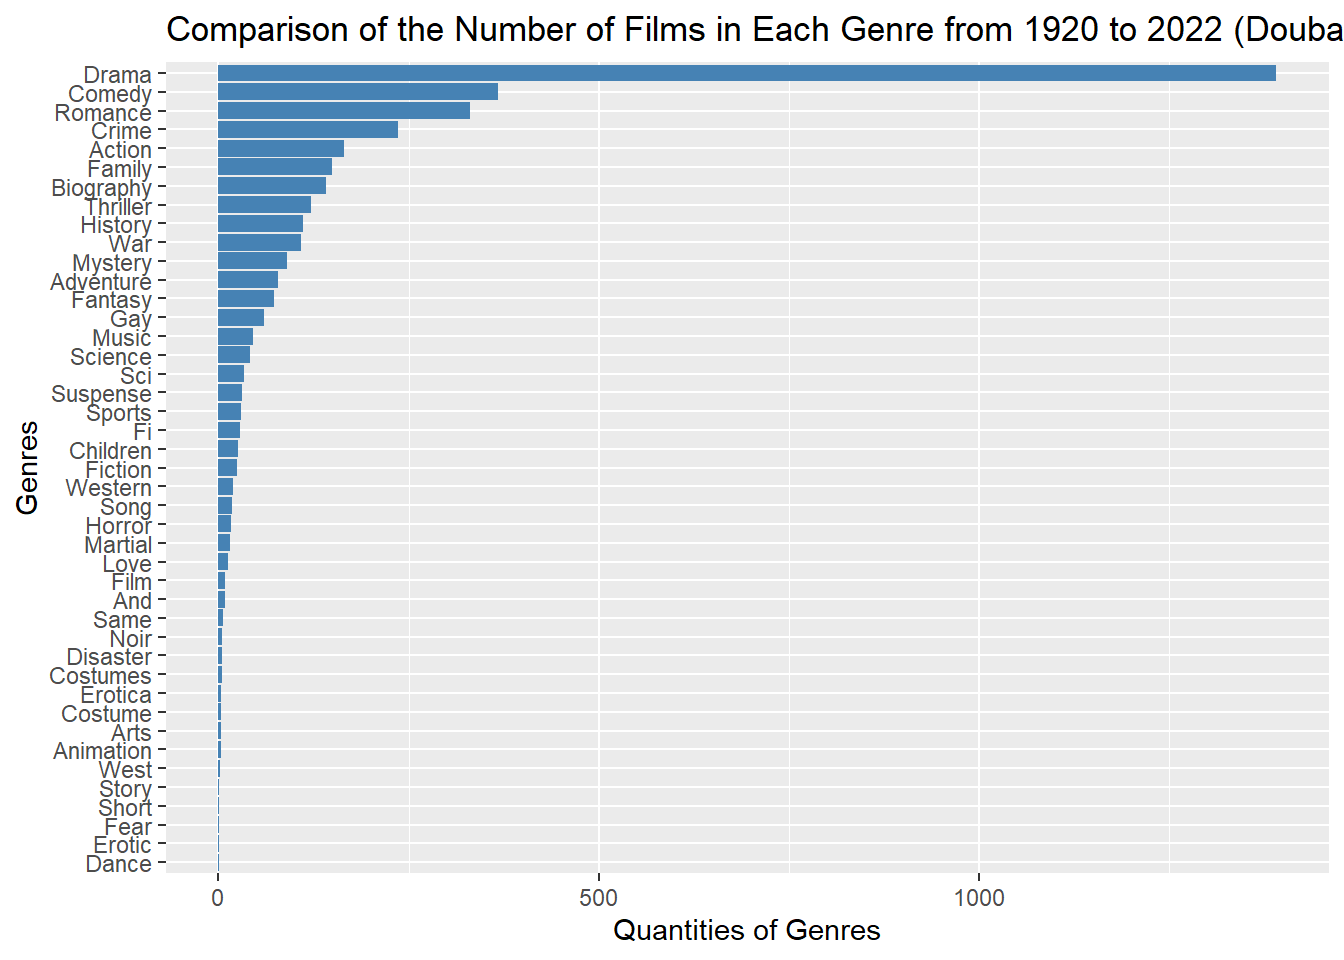 Comparison of the Number of Films in Each Genre from 1920 to 2022 (Douba
Drama
Comedy
Romance
Crime
Action
Family
Biography
Thriller
History
War
Mystery
Adventure
Fantasy
Gay
Music
Science
Sci
Suspense
Sports
Fi
Children
Fiction
Western
Song
Horror
Martial
Love
Film
And
Same
Noir
Disaster
Costumes
Erotica
Costume
Arts
Animation
West
Story
Short
Fear
Erotic
Dance
Genres
0 500 1000
Quantities of Genres